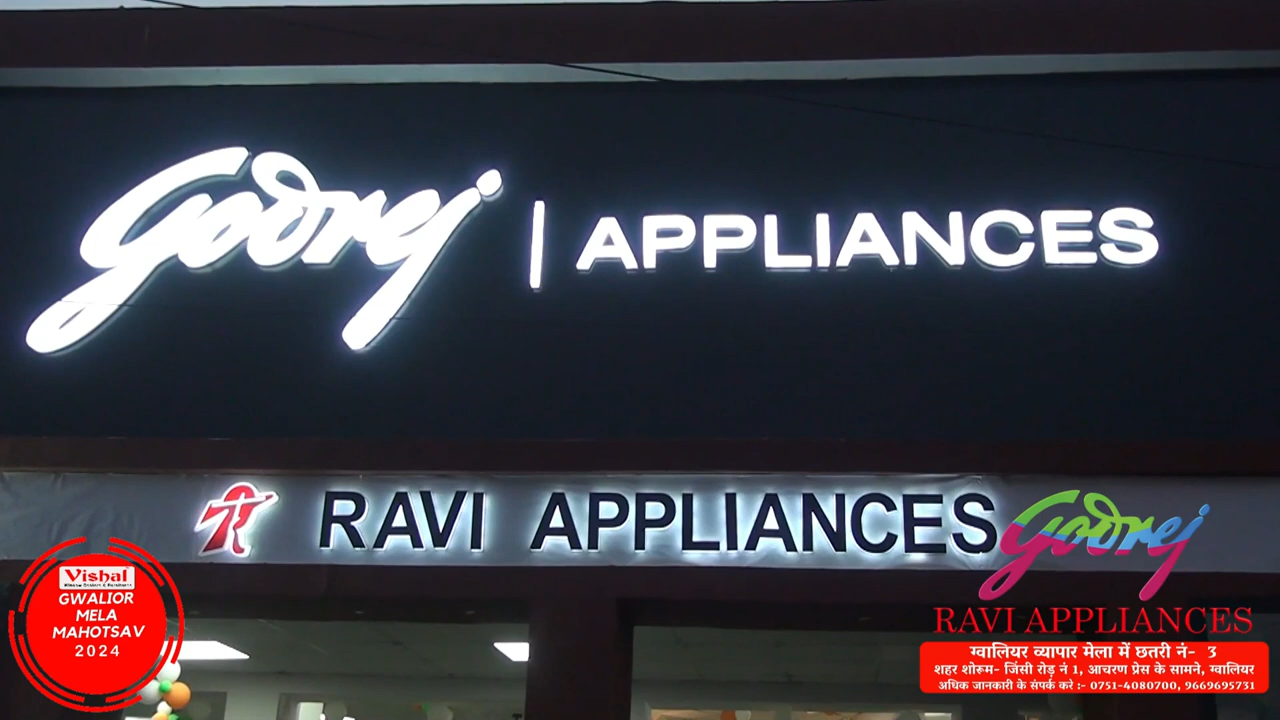 Godrej | APPLIANCES
RAVI APPLIANCES
Godrej
RAVI APPLIANCES
ग्वालियर व्यापार मेला में छतरी नं- 3
शहर शोरूम- जिंसी रोड़ नं 1, आचरण प्रेस के सामने, ग्वालियर
अधिक जानकारी के संपर्क करे :- 0751-4080700, 9669695731
Vishal
GWALIOR
MELA
MAHOTSAV
2024